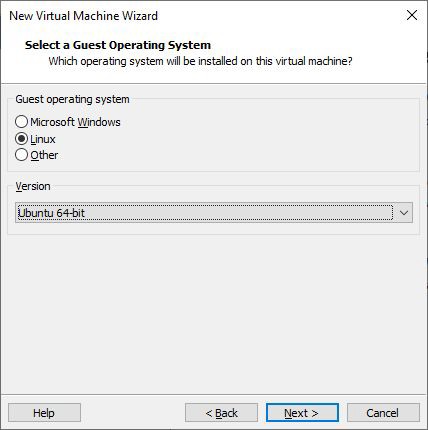 New Virtual Machine Wizard
Select a Guest Operating System
Which operating system will be installed on this virtual machine?
Guest operating system
Microsoft Windows
Linux
Other
Version
Ubuntu 64-bit
Help
< Back
Next >
Cancel